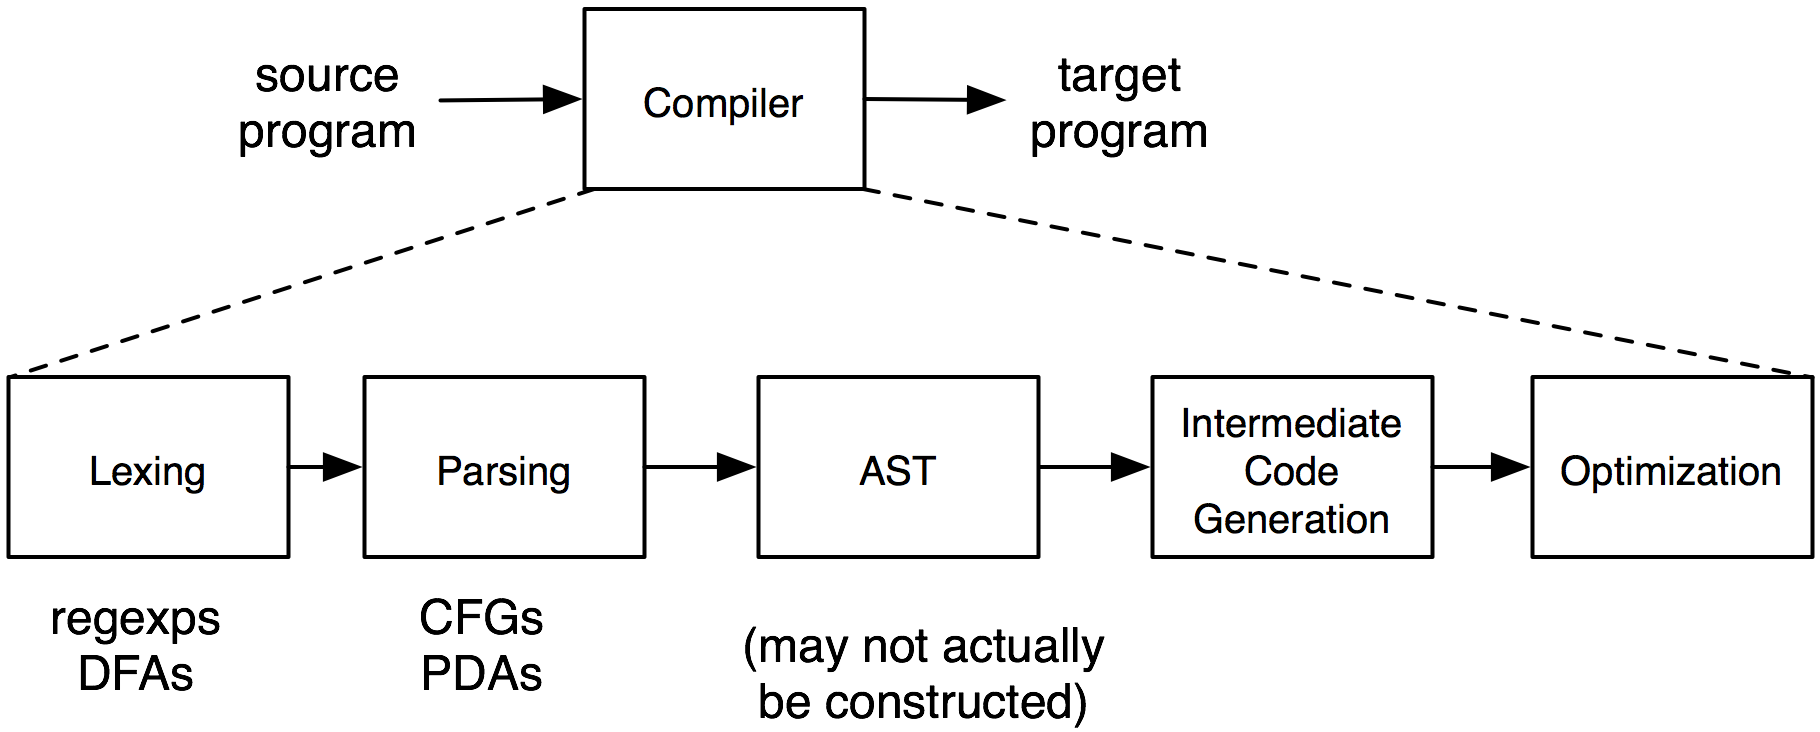 source
program
Compiler
target
program
Lexing
Parsing
AST
Intermediate
Code
Generation
Optimization
regexps
DFAs
CFGs
PDAs
(may not actually
be constructed)